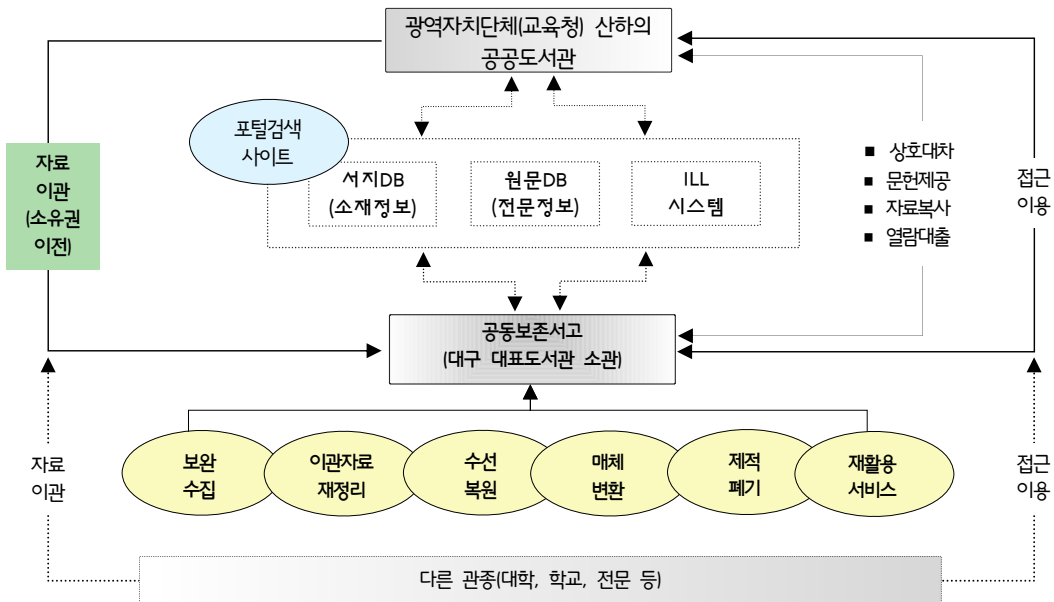 광역자치단체(교육청) 산하의
공공도서관
포털검색
사이트
서지DB
(소재정보)
원문DB
(전문정보)
ILL
시스템
자료
이관
(소유권
이전)
■ 상호대차
■ 문헌제공
■ 자료복사
■ 열람대출
접근
이용
공동보존서고
(대구 대표도서관 소관)
자료
이관
보완
수집
이관자료
재정리
수선
복원
매체
변환
제적
폐기
재활용
서비스
접근
이용
다른 관종(대학, 학교, 전문 등)